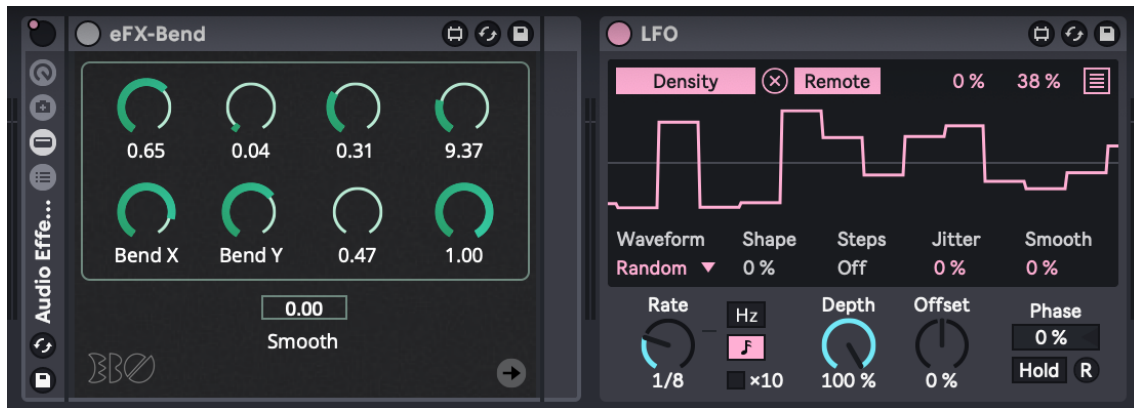 eFX-Bend
0.65 0.04 0.31 9.37
Bend X Bend Y 0.47 1.00
0.00
Smooth
Audio Effe...
LFO
Density Remote 0 % 38 %
Waveform Shape Steps Jitter Smooth
Random 0 % Off 0 % 0 %
Rate Hz Depth Offset Phase
0 %
1/8 ×10 100 % 0 % Hold R